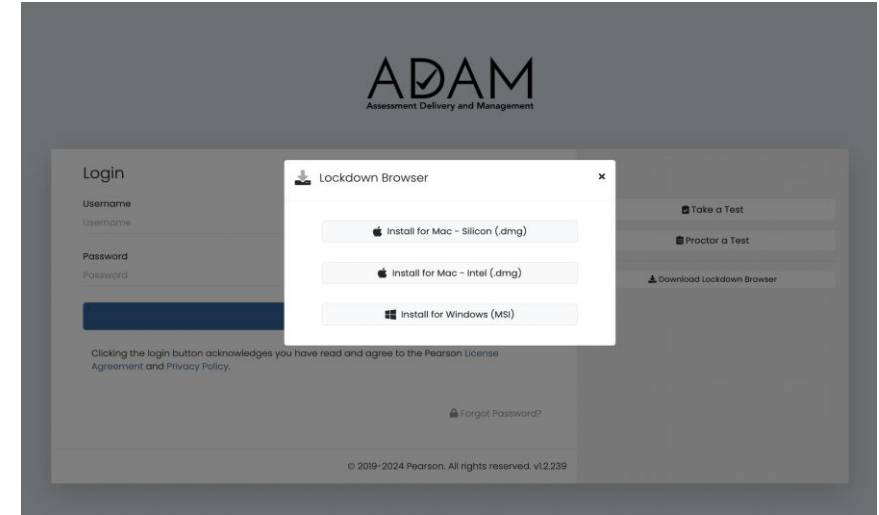 ADAM
Assessment Delivery and Management
Login
Username
Username
Password
Password
Clicking the login button acknowledges you have read and agree to the Pearson License
Agreement and Privacy Policy.
Forgot Password?
© 2019-2024 Pearson. All rights reserved. v1.2.239
Lockdown Browser
×
Install for Mac - Silicon (.dmg)
Install for Mac - Intel (.dmg)
Install for Windows (MSI)
Take a Test
Proctor a Test
Download Lockdown Browser